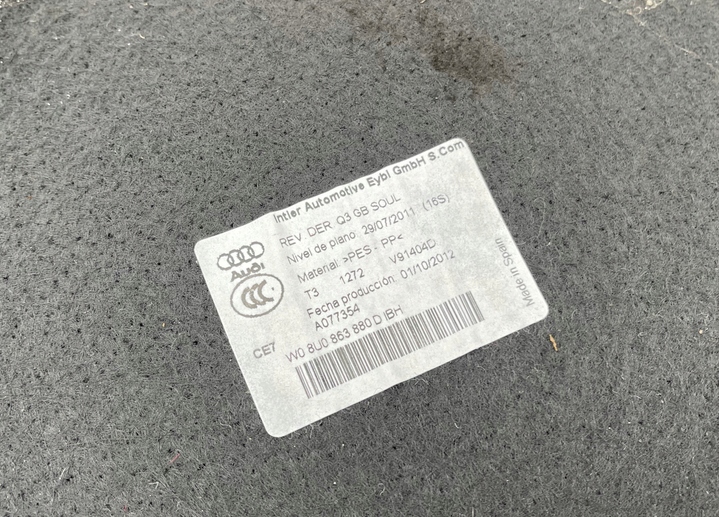 Intier Automotive Eybl GmbH S.Com
REV. DER. Q3 GB SOUL
Nivel de plano: 29/07/2011 (16S)
Material: >PES - PP<
T3 1272 V91404D
Fecha producción: 01/10/2012
A077354
W0 8U0 863 880 D IBH
Audi
CCC
CE7
Made in Spain